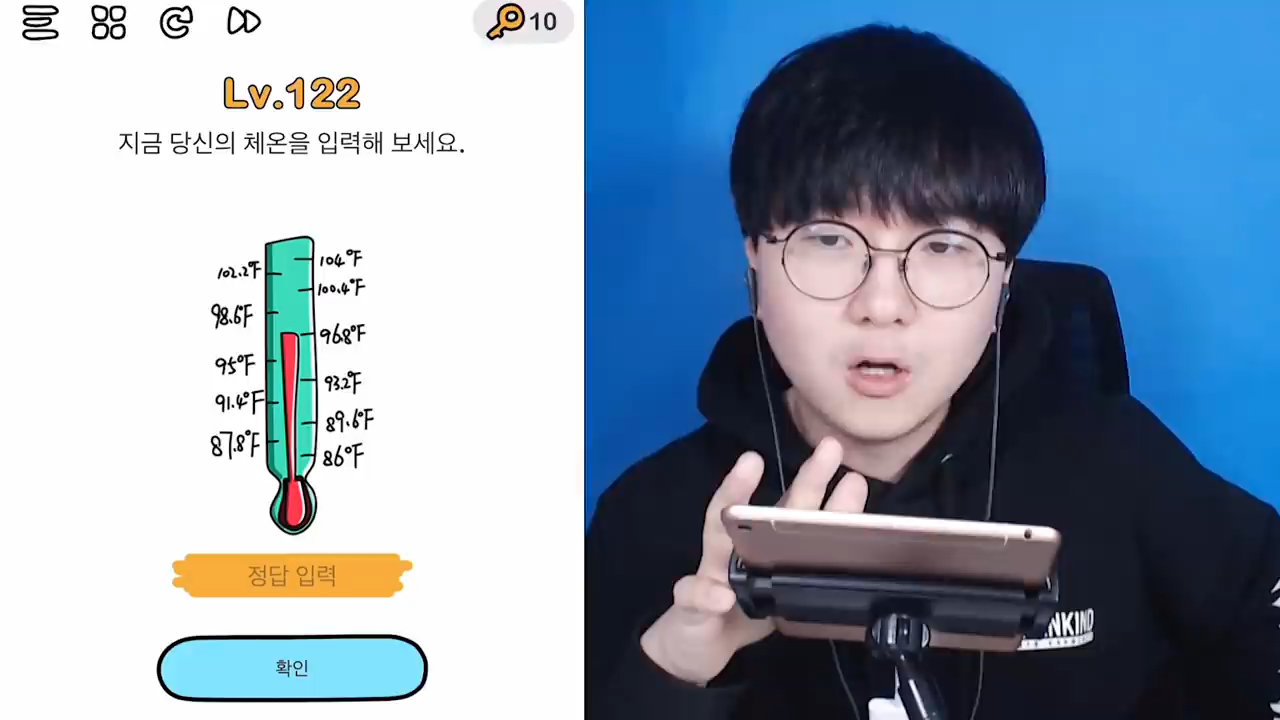 10
Lv.122
지금 당신의 체온을 입력해 보세요.
104°F
102.2°F
100.4°F
98.6°F
96.8°F
95°F
93.2°F
91.4°F
89.6°F
87.8°F
86°F
정답 입력
확인